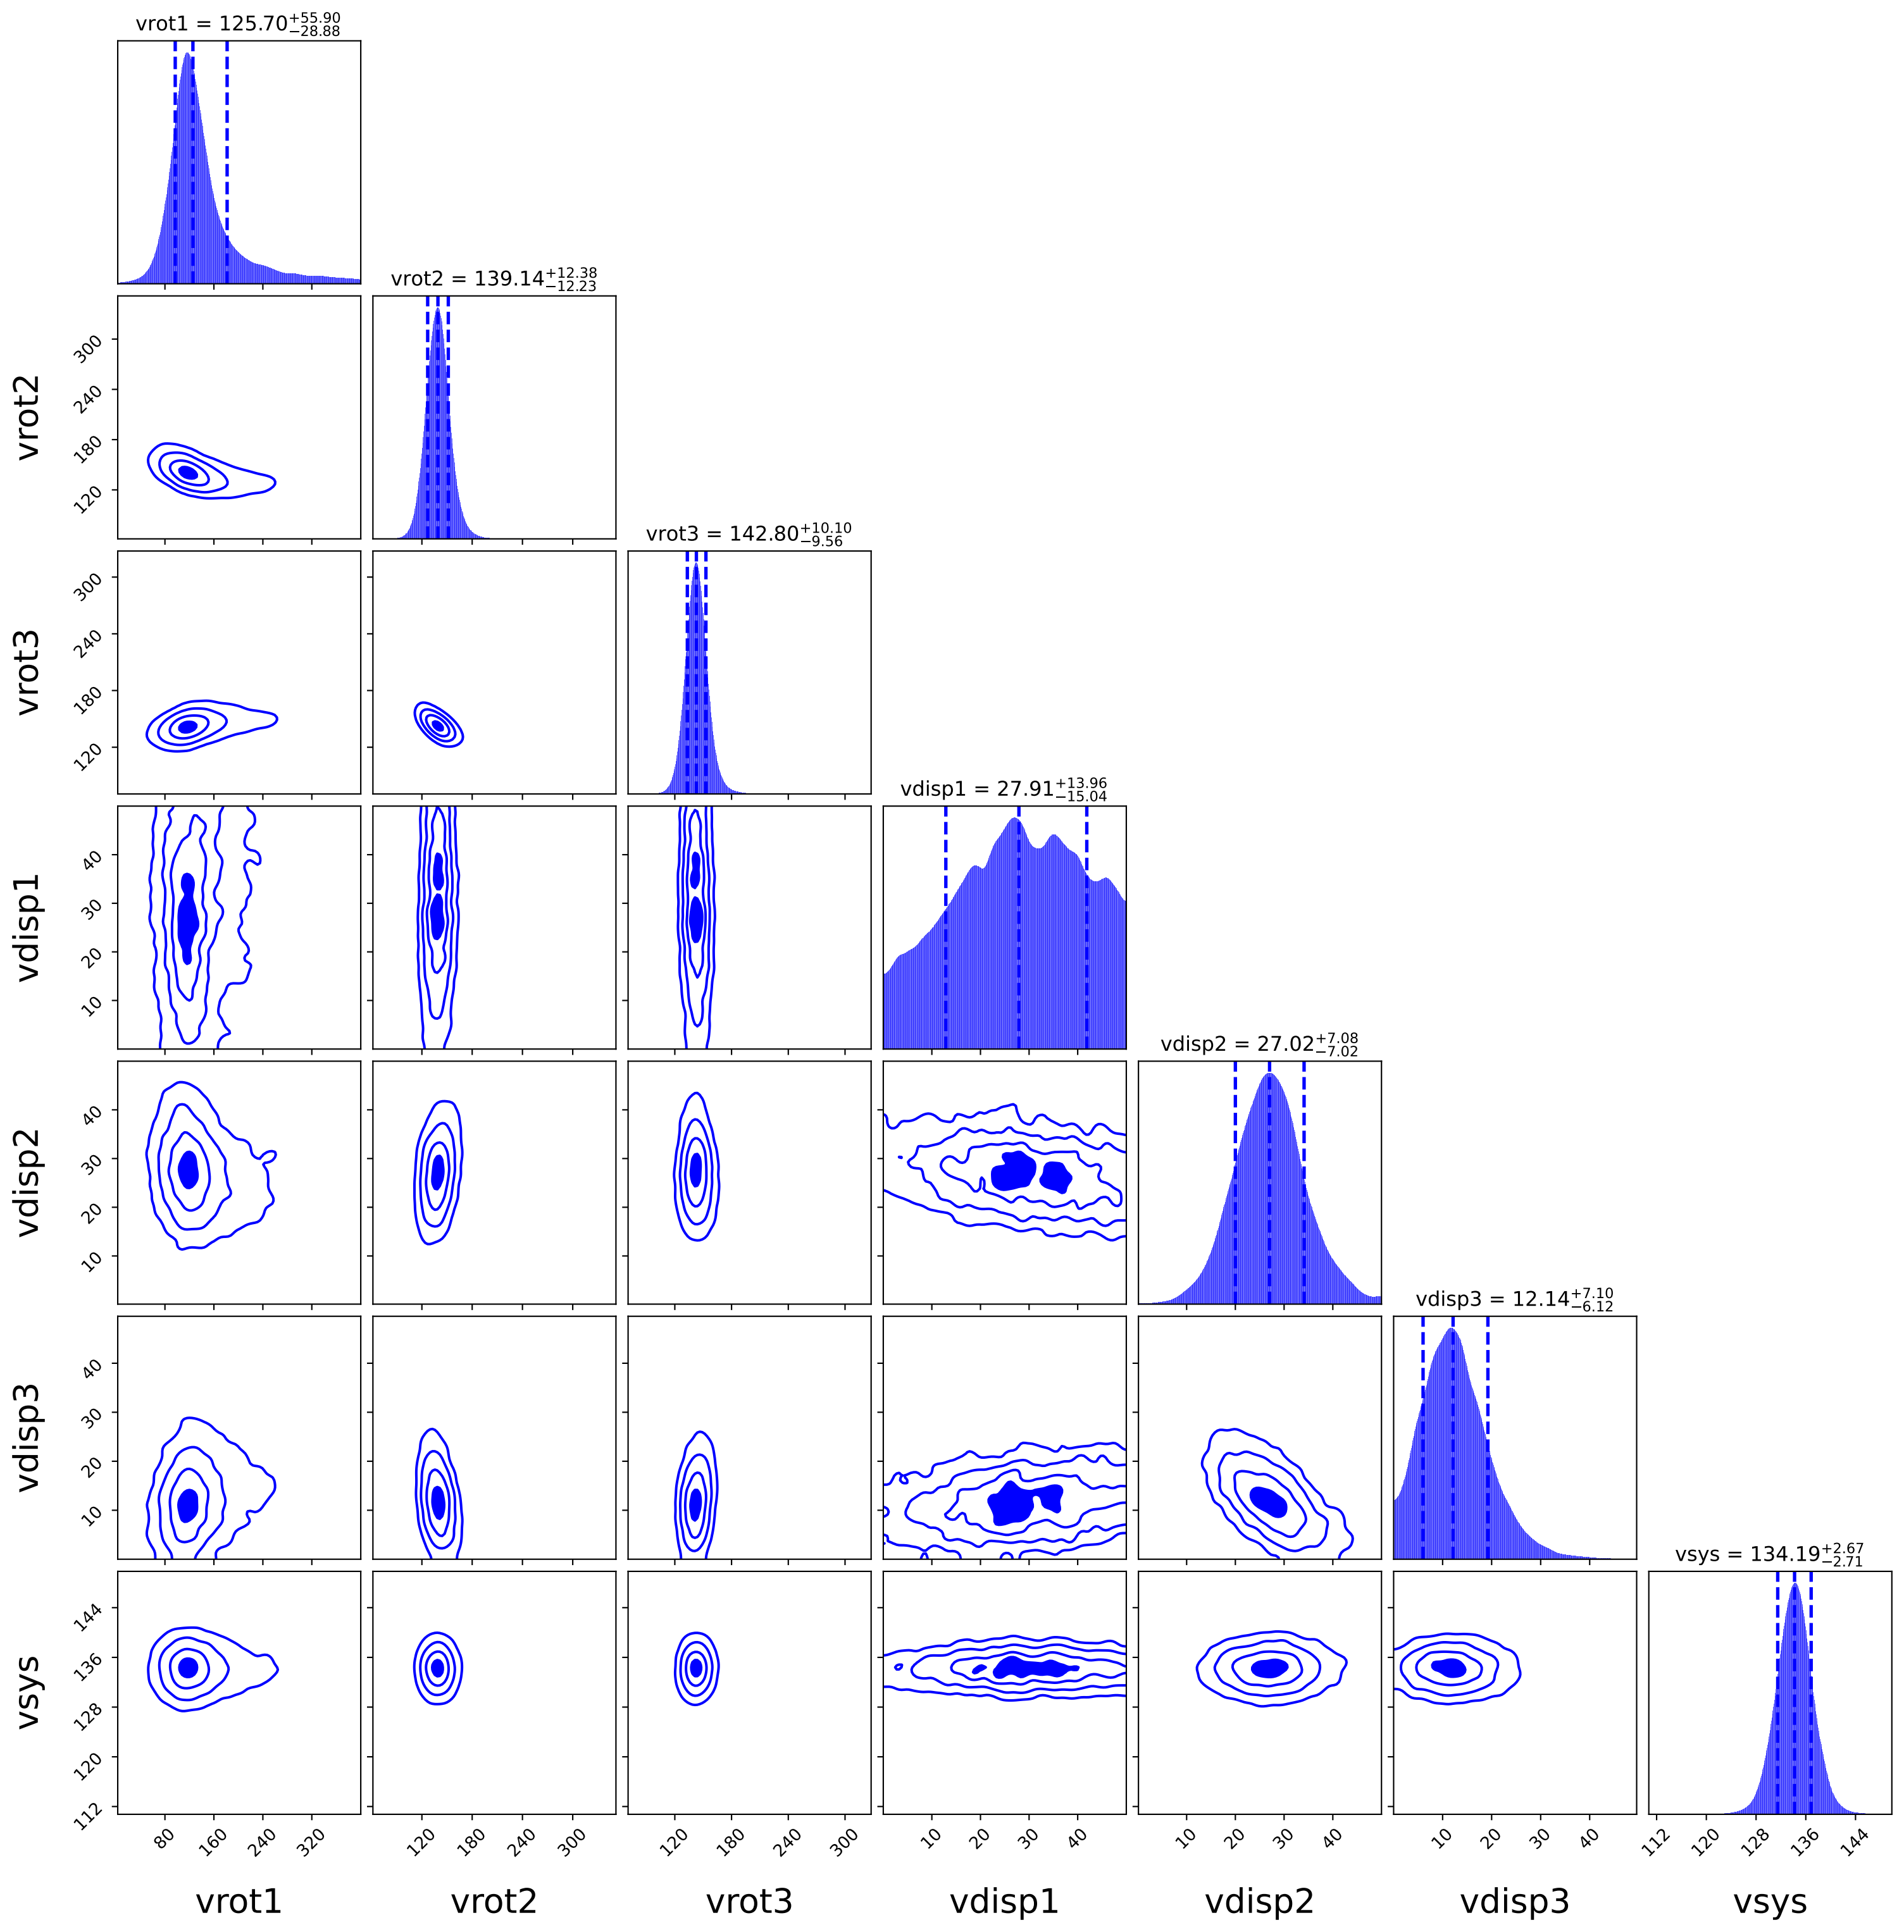 vrot1 = 125.70+55.90−28.88
vrot2 = 139.14+12.38−12.23
300
240
180
120
vrot2
vrot3 = 142.80+10.10−9.56
300
240
180
120
vrot3
vdisp1 = 27.91+13.96−15.04
40
30
20
10
vdisp1
vdisp2 = 27.02+7.08−7.02
40
30
20
10
vdisp2
vdisp3 = 12.14+7.10−6.12
40
30
20
10
vdisp3
vsys = 134.19+2.67−2.71
144
136
128
120
112
vsys
80 160 240 320 120 180 240 300 120 180 240 300 10 20 30 40 10 20 30 40 10 20 30 40 112 120 128 136 144
vrot1 vrot2 vrot3 vdisp1 vdisp2 vdisp3 vsys